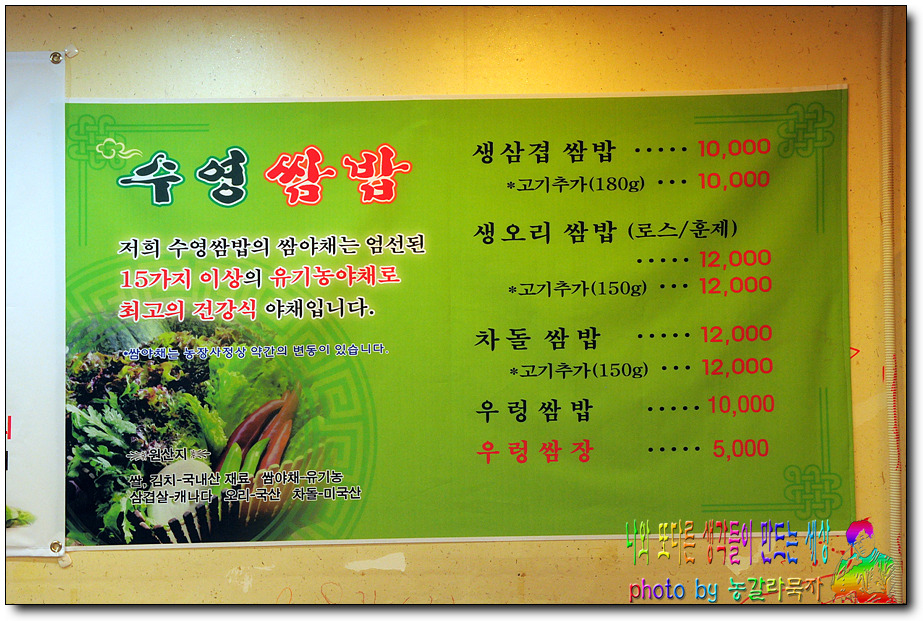 수영쌈밥
저희 수영쌈밥의 쌈야채는 엄선된
15가지 이상의 유기농야채로
최고의 건강식 야채입니다.
*쌈야채는 농장사정상 약간의 변동이 있습니다.
원산지
쌀, 김치-국내산 재료 쌈야채-유기농
삼겹살-캐나다 오리-국산 차돌-미국산
생삼겹 쌈밥 ····· 10,000
*고기추가(180g) ··· 10,000
생오리 쌈밥 (로스/훈제)
····· 12,000
*고기추가(150g) ··· 12,000
차돌 쌈밥 ····· 12,000
*고기추가(150g) ··· 12,000
우렁쌈밥 ····· 10,000
우렁쌈장 ····· 5,000
나와 또다른 생각들이 만드는 세상
photo by 농갈라묵자